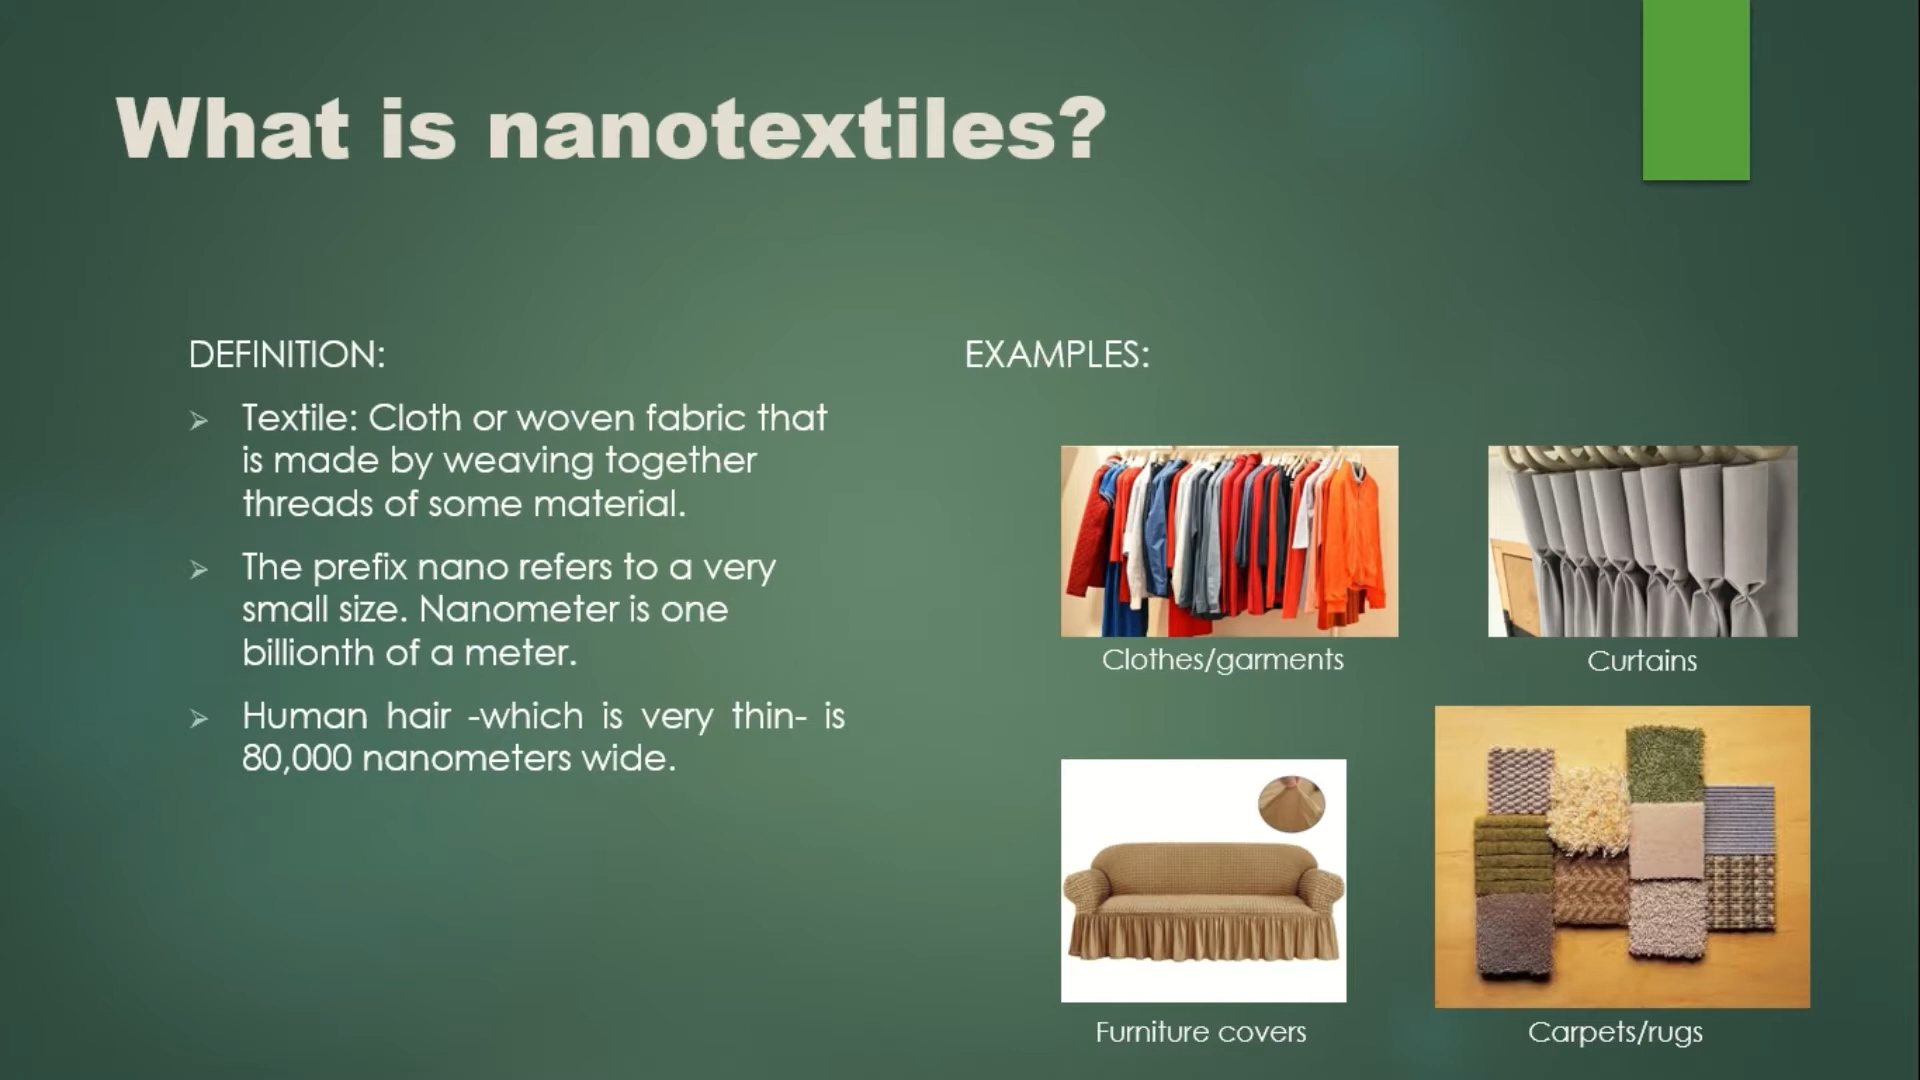 What is nanotextiles?
DEFINITION:
Textile: Cloth or woven fabric that
is made by weaving together
threads of some material.
The prefix nano refers to a very
small size. Nanometer is one
billionth of a meter.
Human hair -which is very thin- is
80,000 nanometers wide.
EXAMPLES:
Clothes/garments
Curtains
Furniture covers
Carpets/rugs